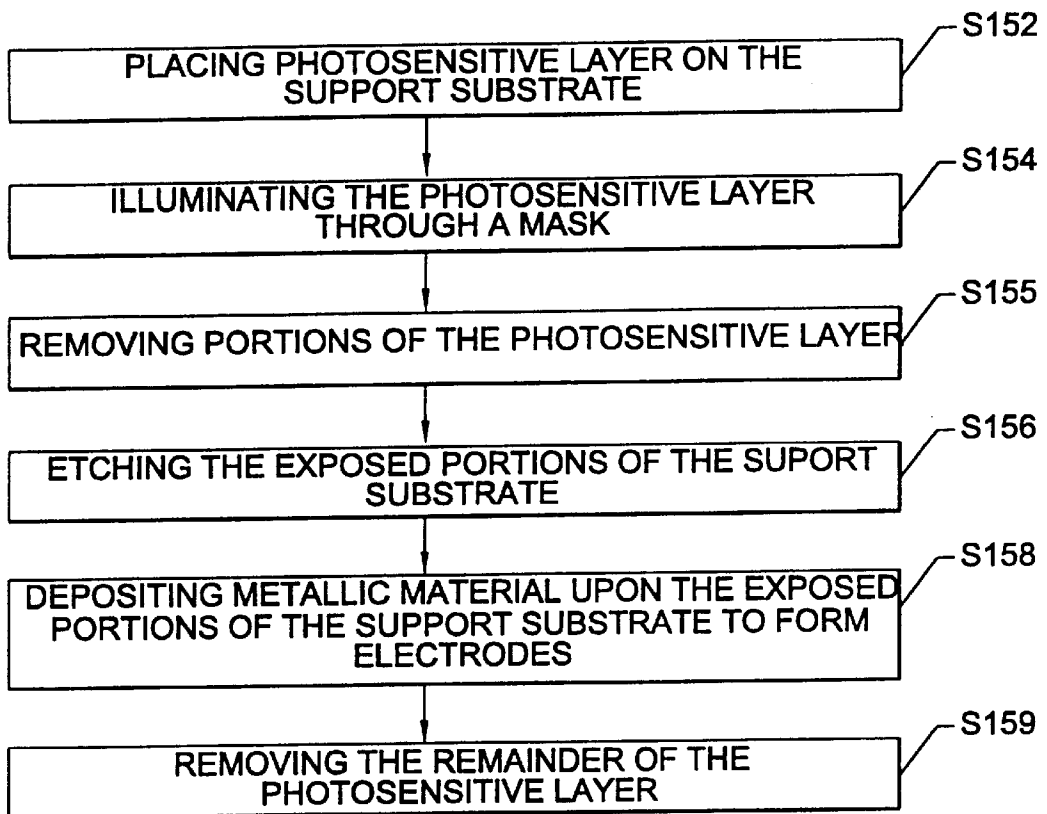 S152
PLACING PHOTOSENSITIVE LAYER ON THE
SUPPORT SUBSTRATE
S154
ILLUMINATING THE PHOTOSENSITIVE LAYER
THROUGH A MASK
S155
REMOVING PORTIONS OF THE PHOTOSENSITIVE LAYER
S156
ETCHING THE EXPOSED PORTIONS OF THE SUPORT
SUBSTRATE
S158
DEPOSITING METALLIC MATERIAL UPON THE EXPOSED
PORTIONS OF THE SUPPORT SUBSTRATE TO FORM
ELECTRODES
S159
REMOVING THE REMAINDER OF THE
PHOTOSENSITIVE LAYER